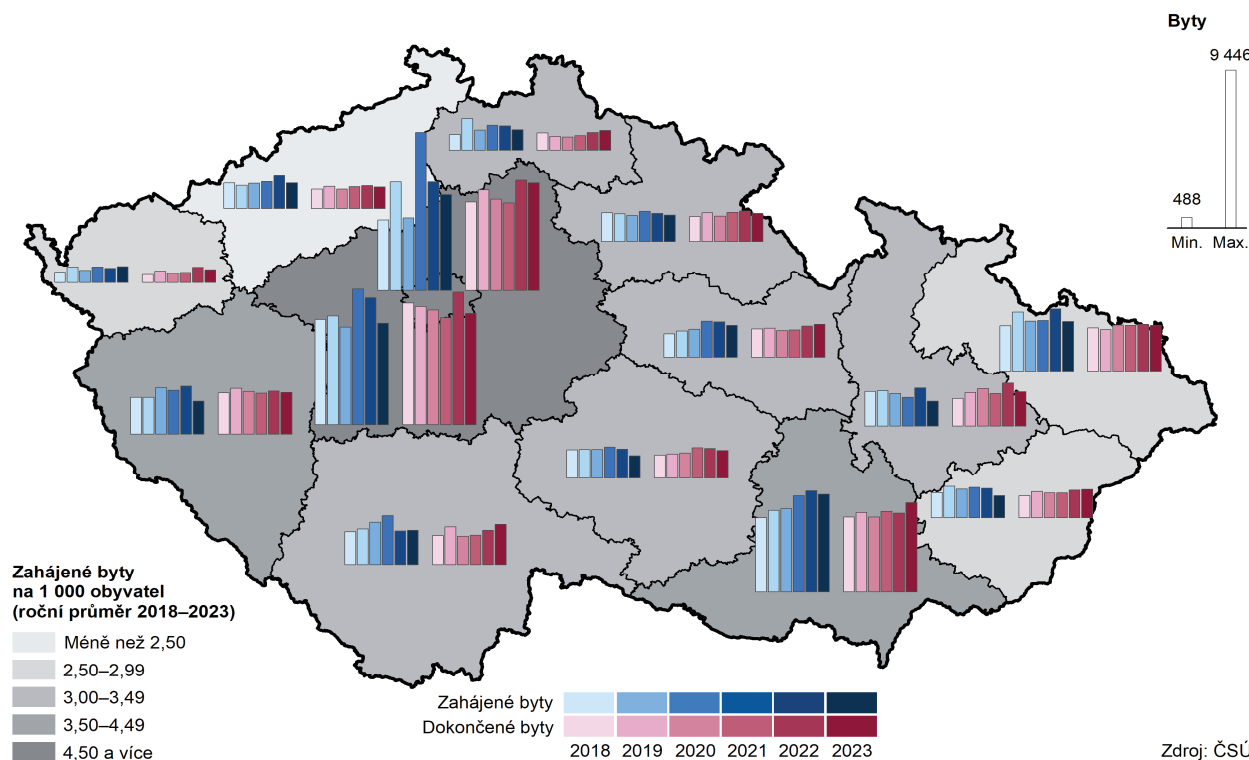 Byty
9 446
488
Min. Max.
Zahájené byty
na 1 000 obyvatel
(roční průměr 2018–2023)
Méně než 2,50
2,50–2,99
3,00–3,49
3,50–4,49
4,50 a více
Zahájené byty
Dokončené byty
2018 2019 2020 2021 2022 2023
Zdroj: ČSÚ